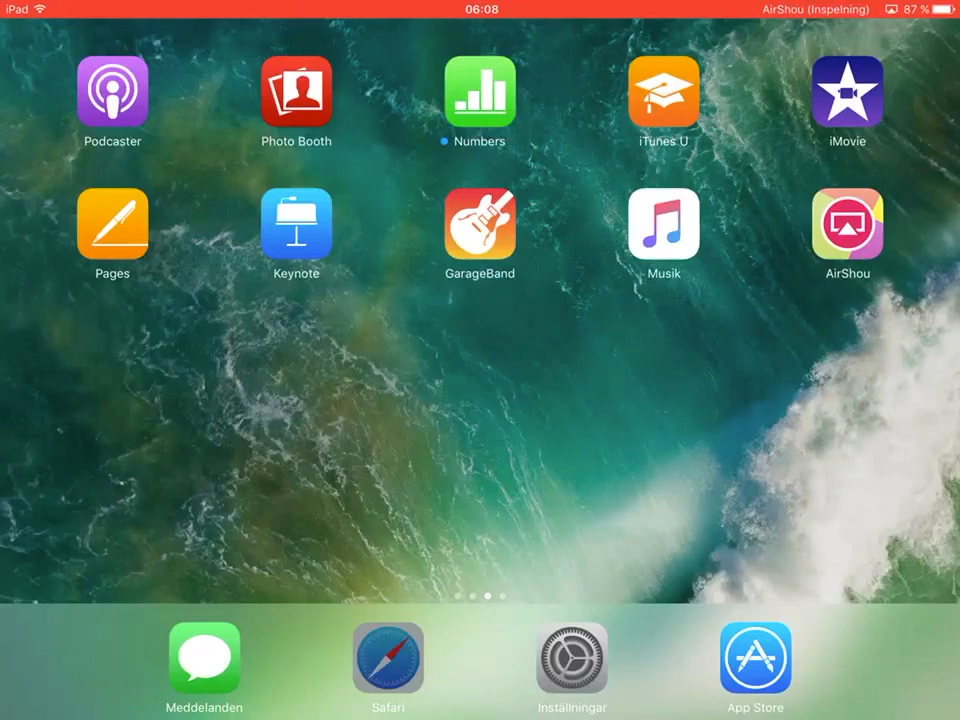 iPad 06:08 AirShou (Inspelning) 87 %
Podcaster Photo Booth Numbers iTunes U iMovie
Pages Keynote GarageBand Musik AirShou
Meddelanden Safari Inställningar App Store